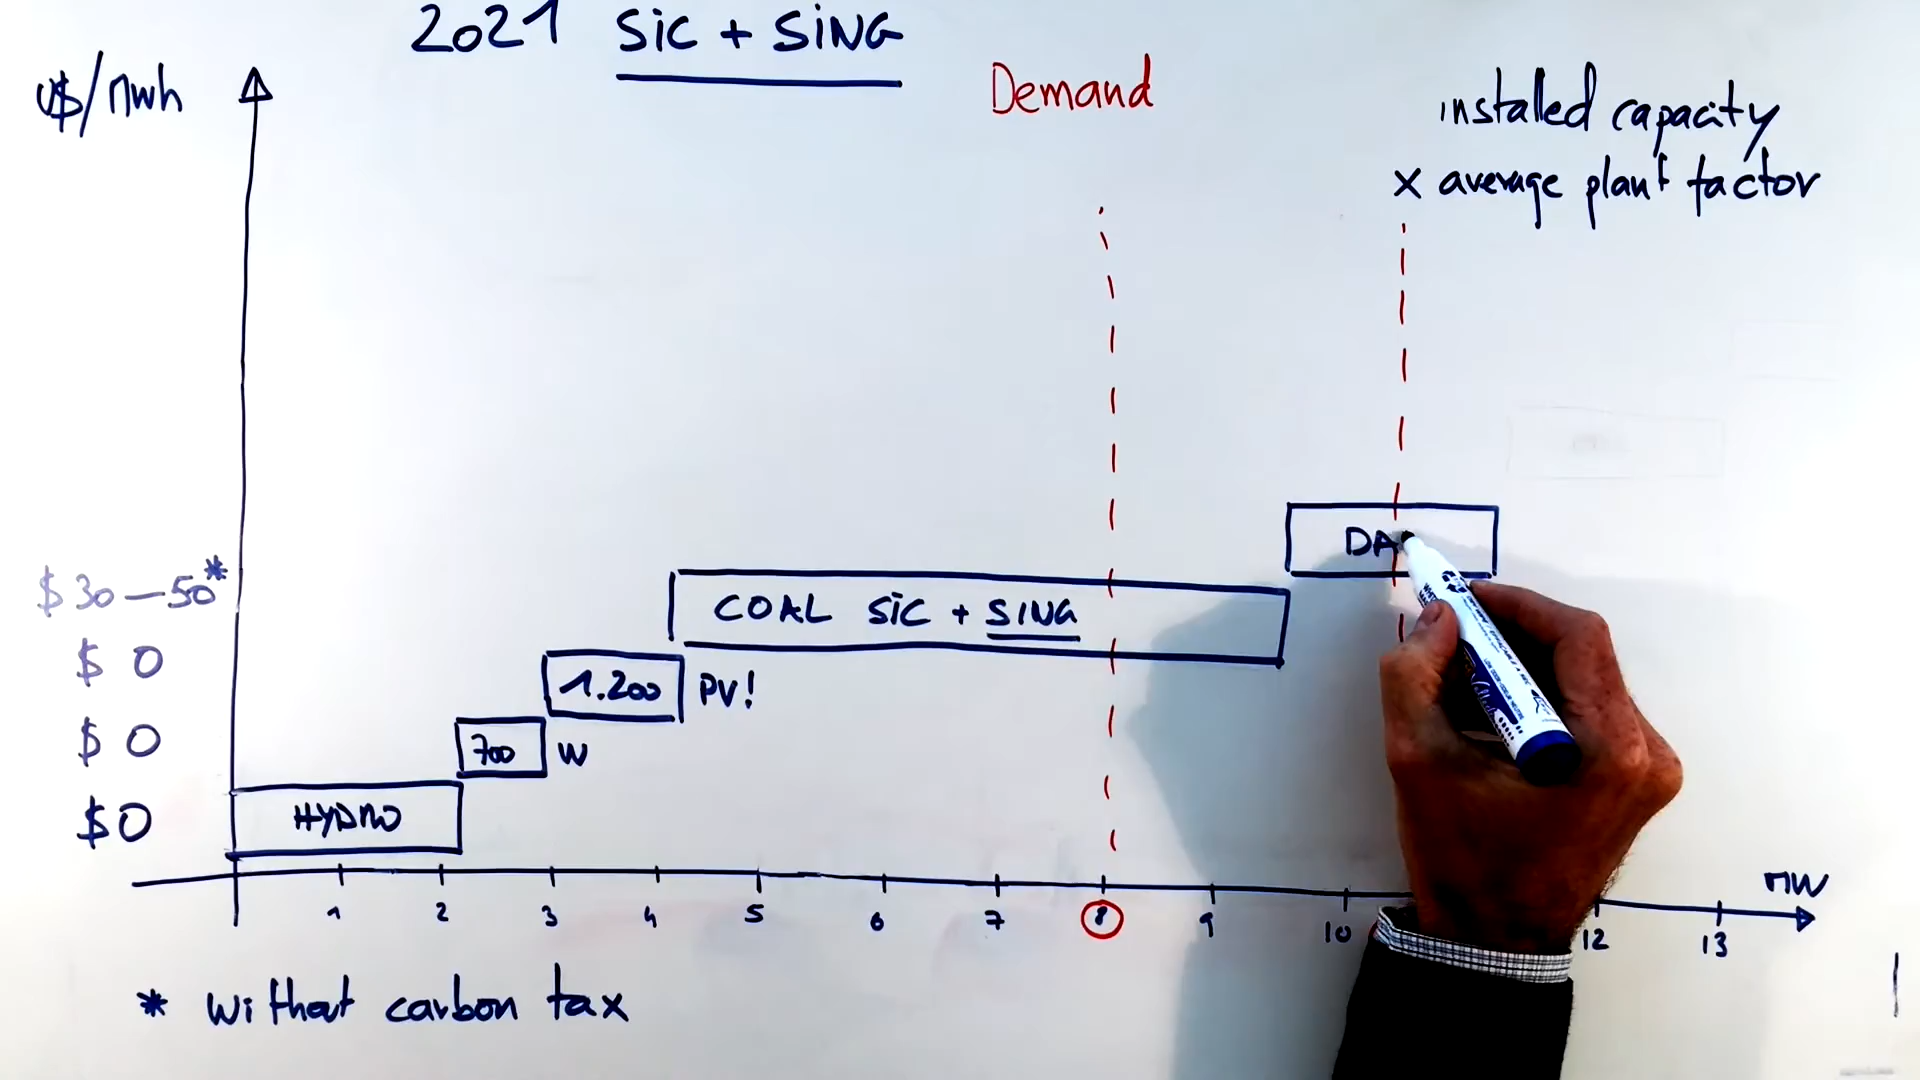 2021 SiC + SiNG
U$/MWh
Demand
installed capacity
x average plant factor
DA
$30-50*
COAL SiC + SING
$ 0
1.200 PV!
$ 0
700 W
$0
HYDRO
MW
1 2 3 4 5 6 7 8 9 10 12 13
* without carbon tax